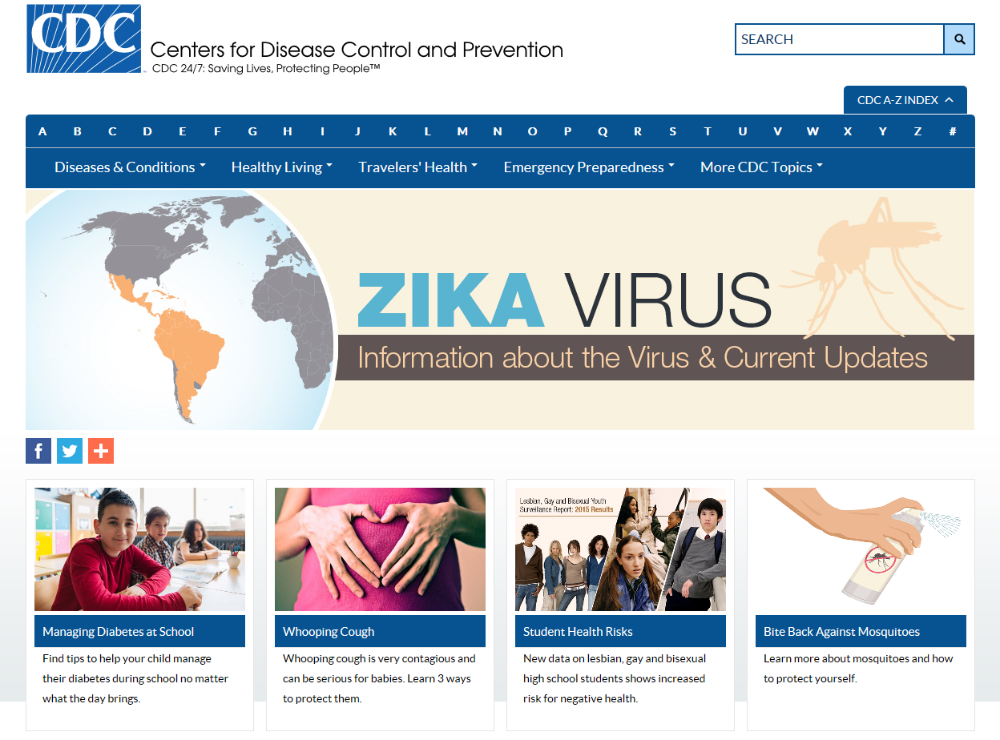 CDC
Centers for Disease Control and Prevention
CDC 24/7: Saving Lives, Protecting People™
SEARCH
CDC A-Z INDEX
A B C D E F G H I J K L M N O P Q R S T U V W X Y Z #
Diseases & Conditions Healthy Living Travelers' Health Emergency Preparedness More CDC Topics
ZIKA VIRUS
Information about the Virus & Current Updates
Managing Diabetes at School
Find tips to help your child manage
their diabetes during school no matter
what the day brings.
Whooping Cough
Whooping cough is very contagious and
can be serious for babies. Learn 3 ways
to protect them.
Lesbian, Gay and Bisexual Youth
Surveillance Report: 2015 Results
Student Health Risks
New data on lesbian, gay and bisexual
high school students shows increased
risk for negative health.
Bite Back Against Mosquitoes
Learn more about mosquitoes and how
to protect yourself.